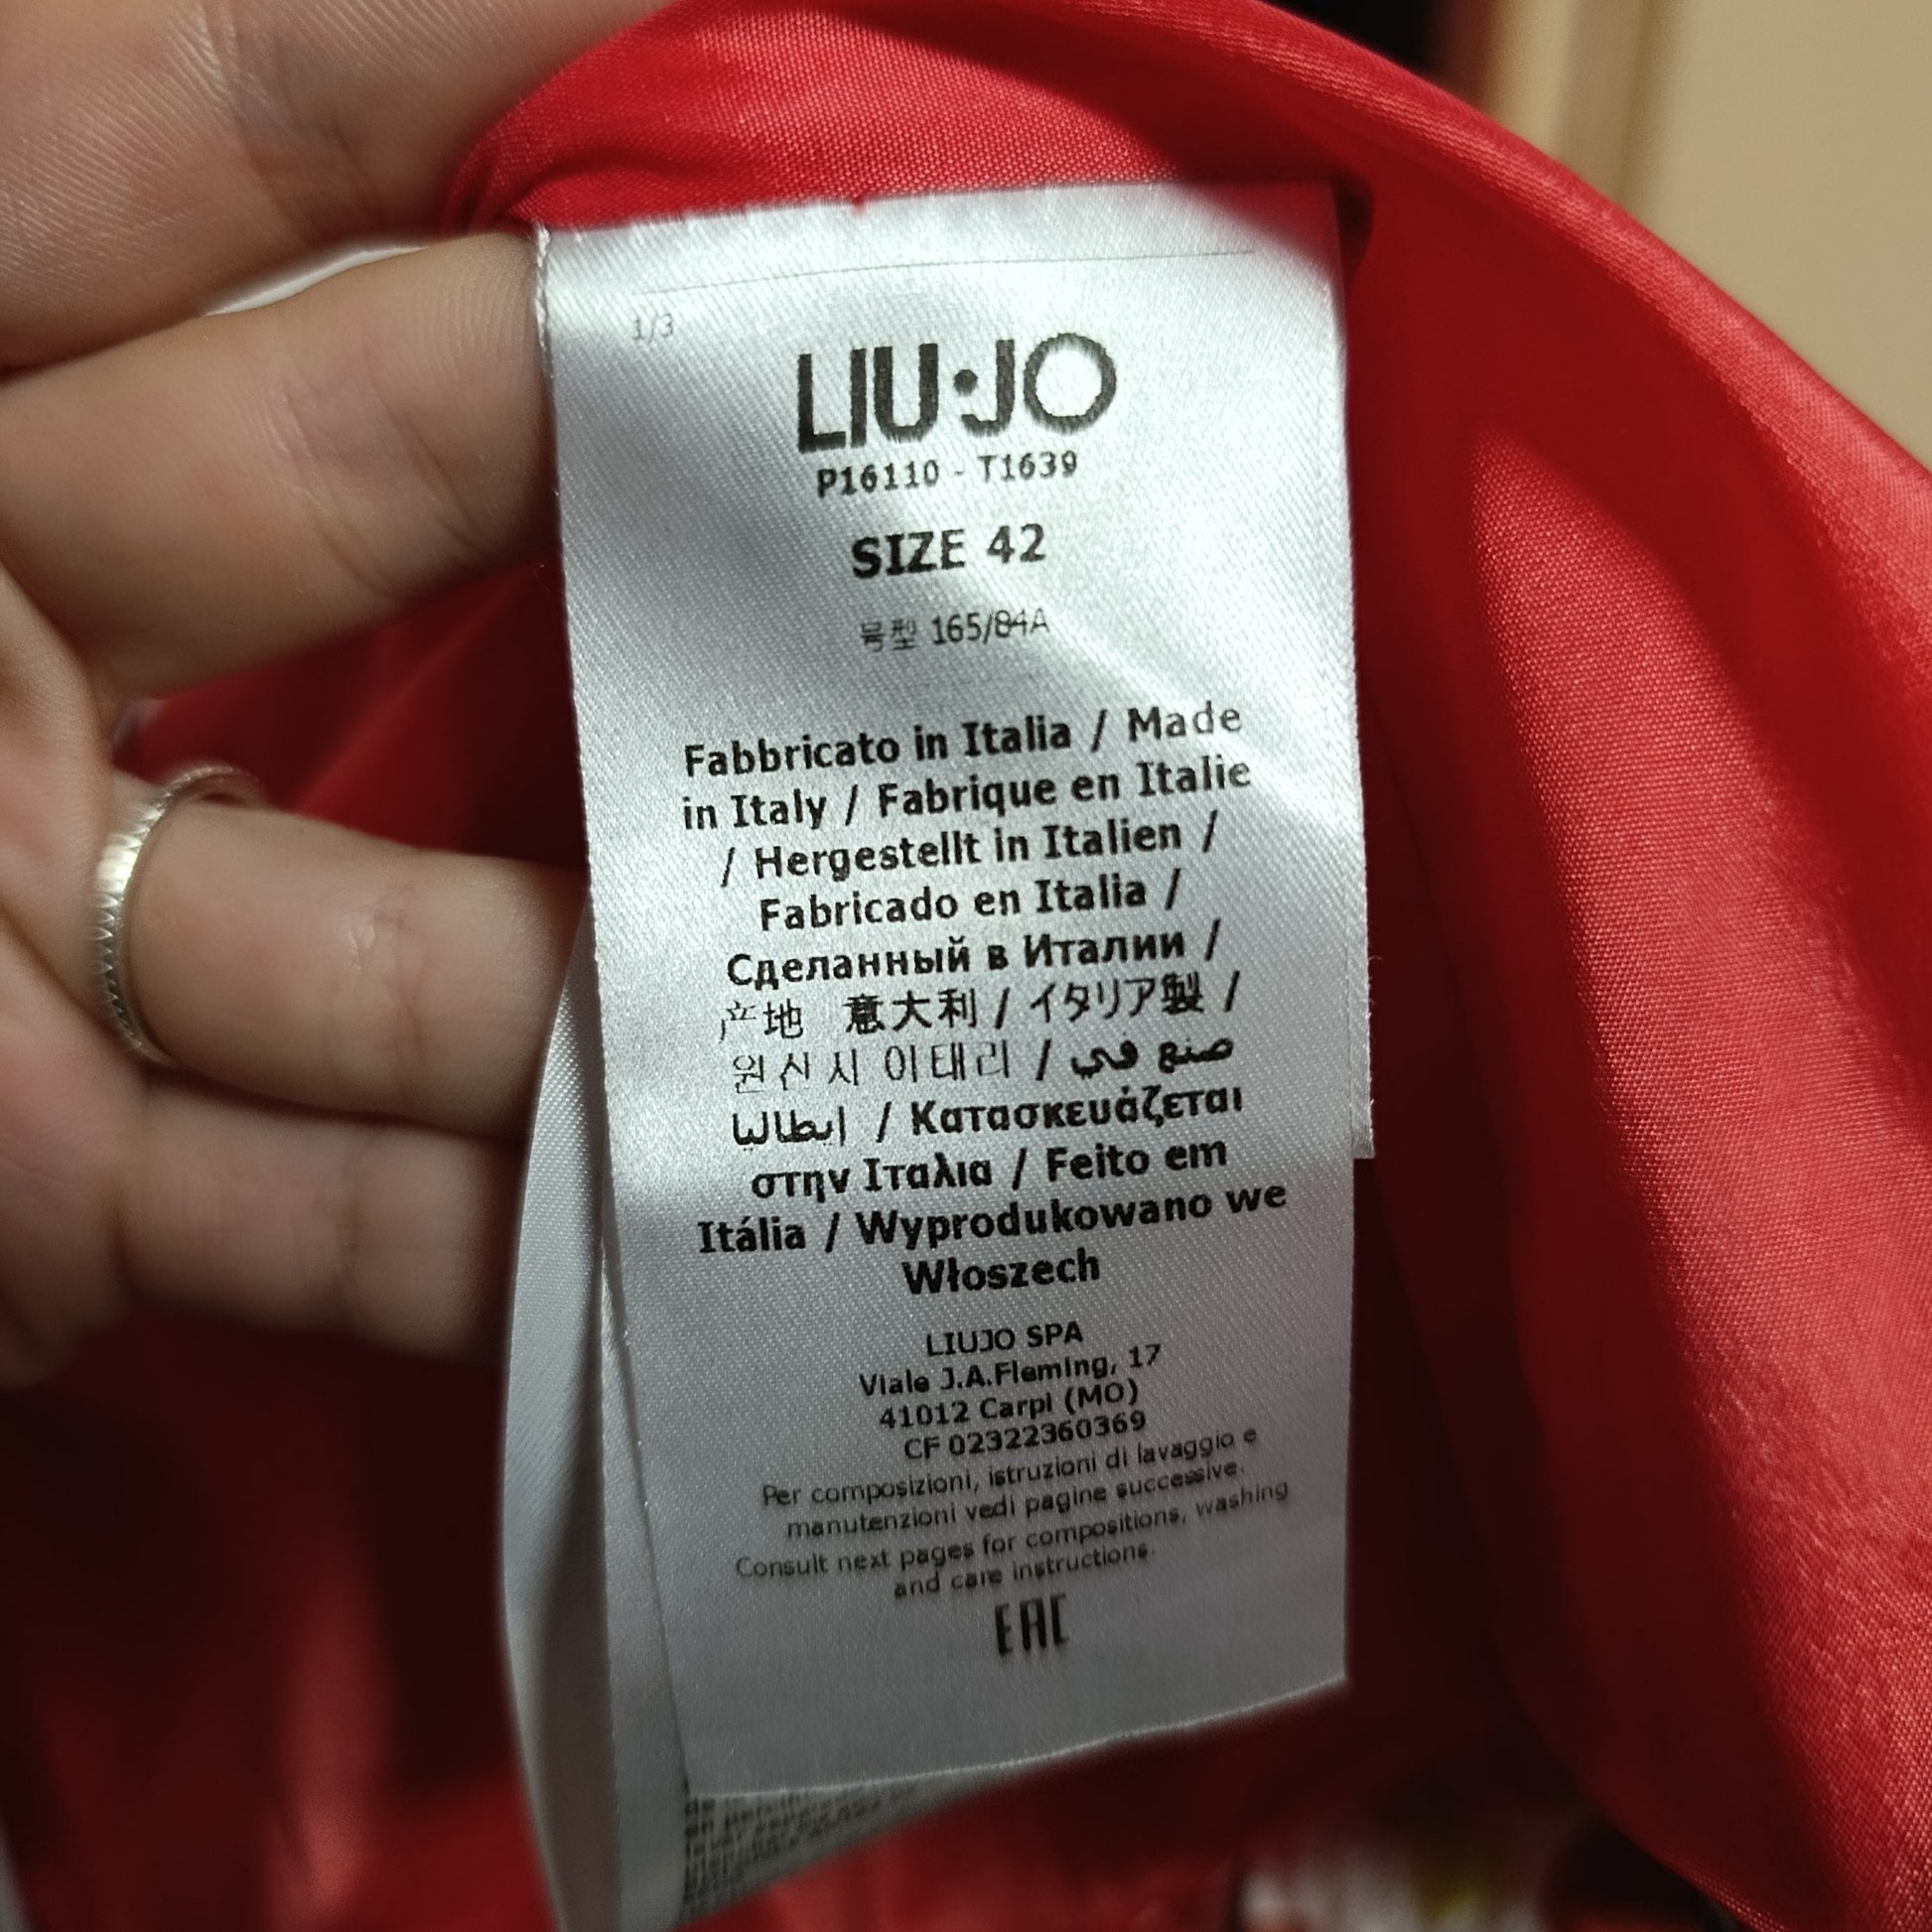 1/3
LIU·JO
P16110 - T1639
SIZE 42
号型 165/84A
Fabbricato in Italia / Made
in Italy / Fabrique en Italie
/ Hergestellt in Italien /
Fabricado en Italia /
Сделанный в Италии /
产地 意大利 / イタリア製 /
원산시 이태리 / صنع في
إيطاليا / Κατασκευάζεται
στην Ιταλια / Feito em
Itália / Wyprodukowano we
Włoszech
LIUJO SPA
Viale J.A.Fleming, 17
41012 Carpi (MO)
CF 02322360369
Per composizioni, istruzioni di lavaggio e
manutenzioni vedi pagine successive.
Consult next pages for compositions, washing
and care instructions.
EAC